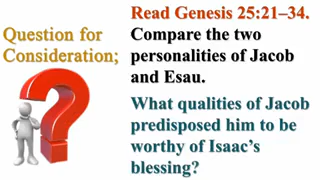 Question for
Consideration;
Read Genesis 25:21–34.
Compare the two
personalities of Jacob
and Esau.
What qualities of Jacob
predisposed him to be
worthy of Isaac's
blessing?